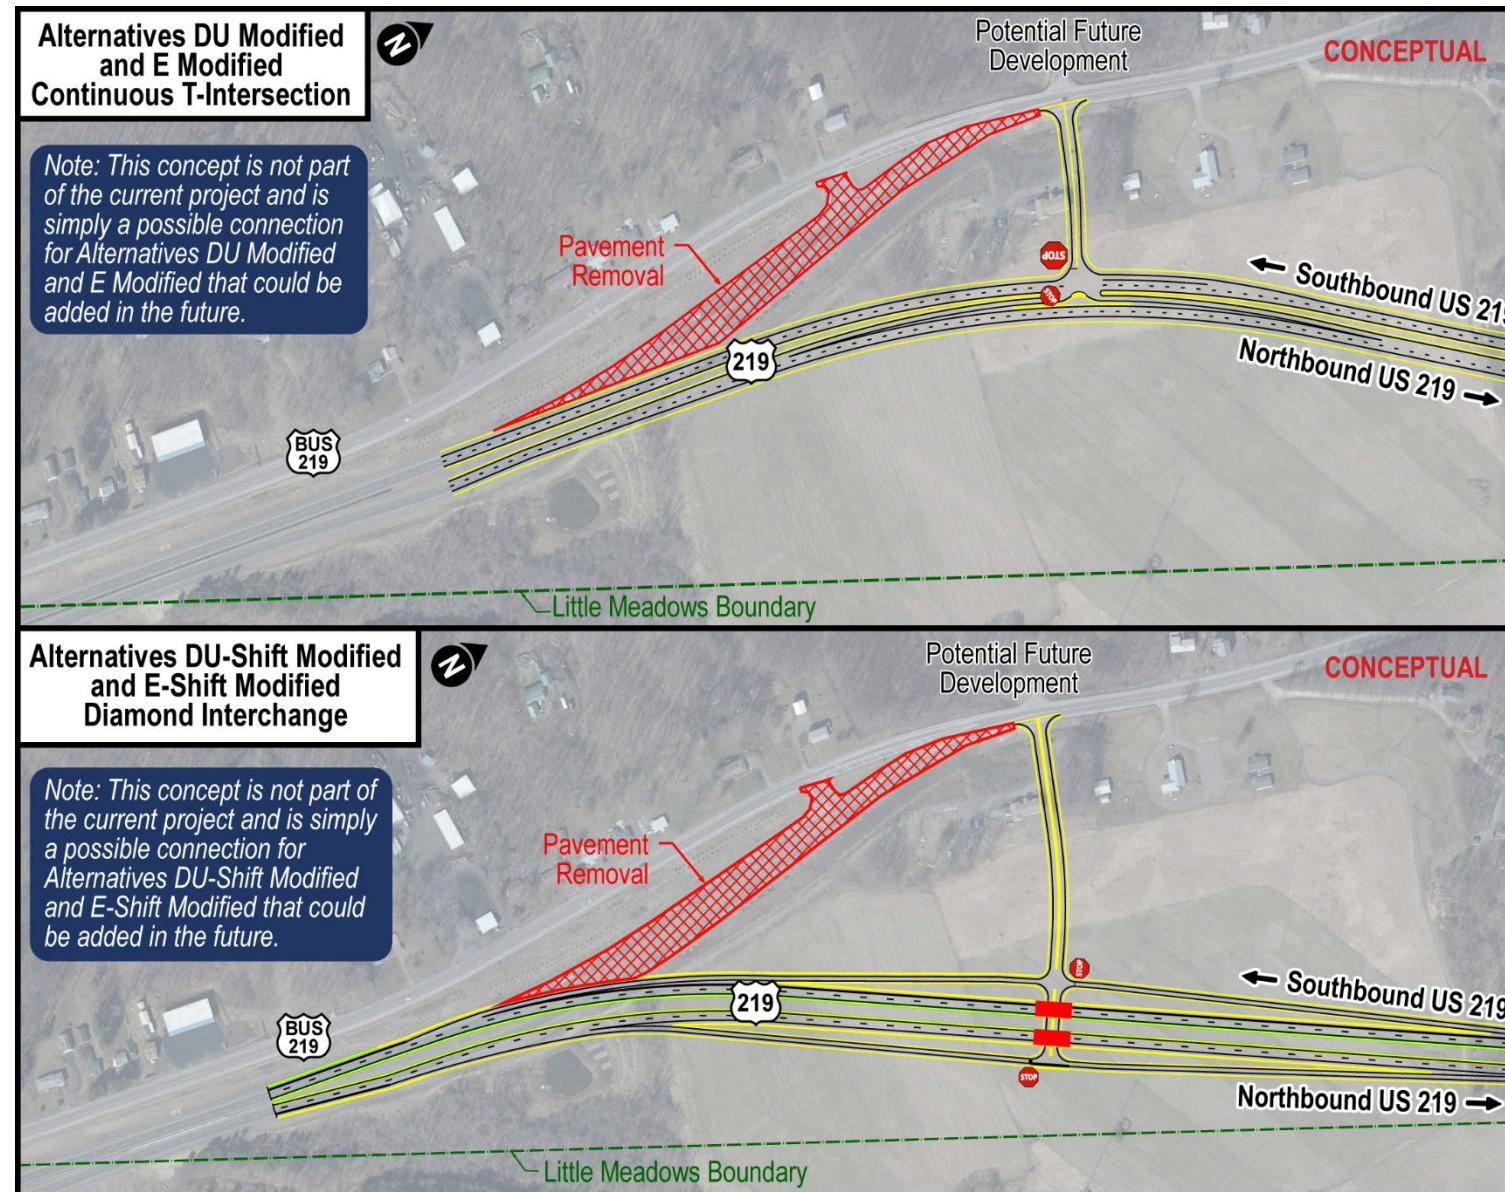 Alternatives DU Modified
and E Modified
Continuous T-Intersection
N
Potential Future
Development
CONCEPTUAL
Note: This concept is not part
of the current project and is
simply a possible connection
for Alternatives DU Modified
and E Modified that could be
added in the future.
Pavement
Removal
STOP
STOP
Southbound US 219
219
Northbound US 219
BUS
219
Little Meadows Boundary
Alternatives DU-Shift Modified
and E-Shift Modified
Diamond Interchange
N
Potential Future
Development
CONCEPTUAL
Note: This concept is not part of
the current project and is simply
a possible connection for
Alternatives DU-Shift Modified
and E-Shift Modified that could
be added in the future.
Pavement
Removal
STOP
Southbound US 219
219
BUS
219
STOP
Northbound US 219
Little Meadows Boundary